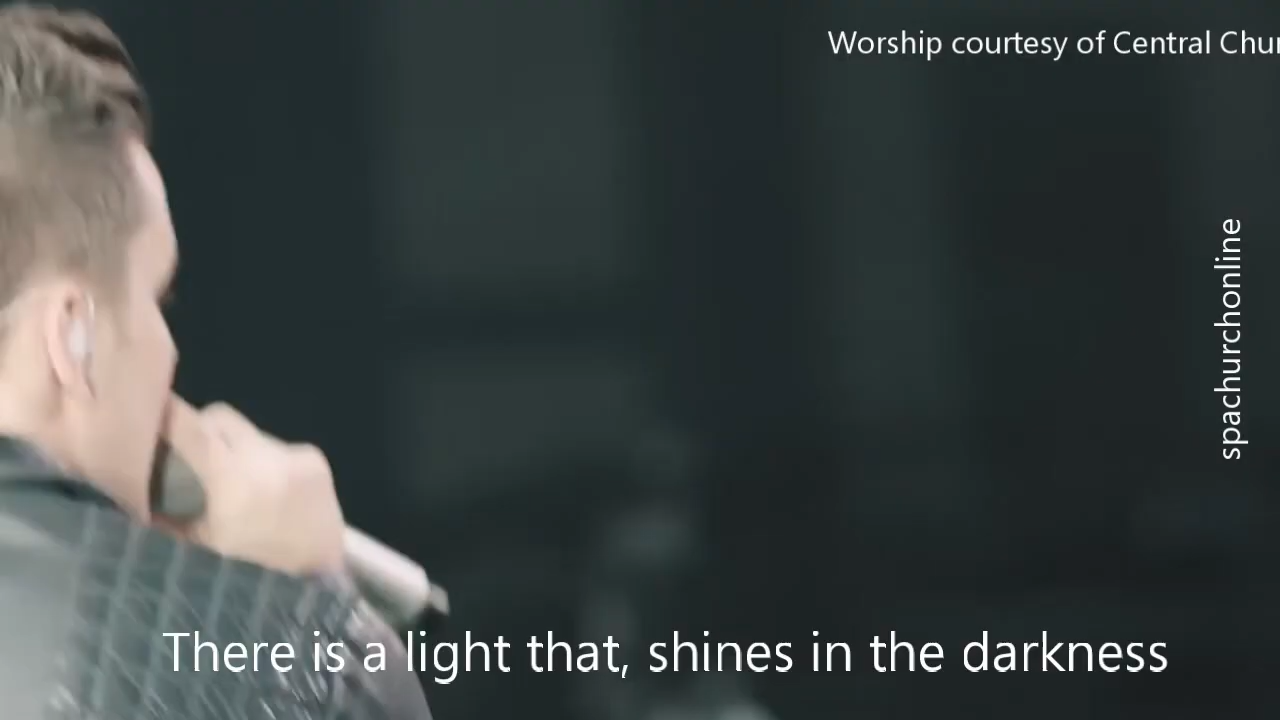 Worship courtesy of Central
spachurchonline
There is a light that, shines in the darkness